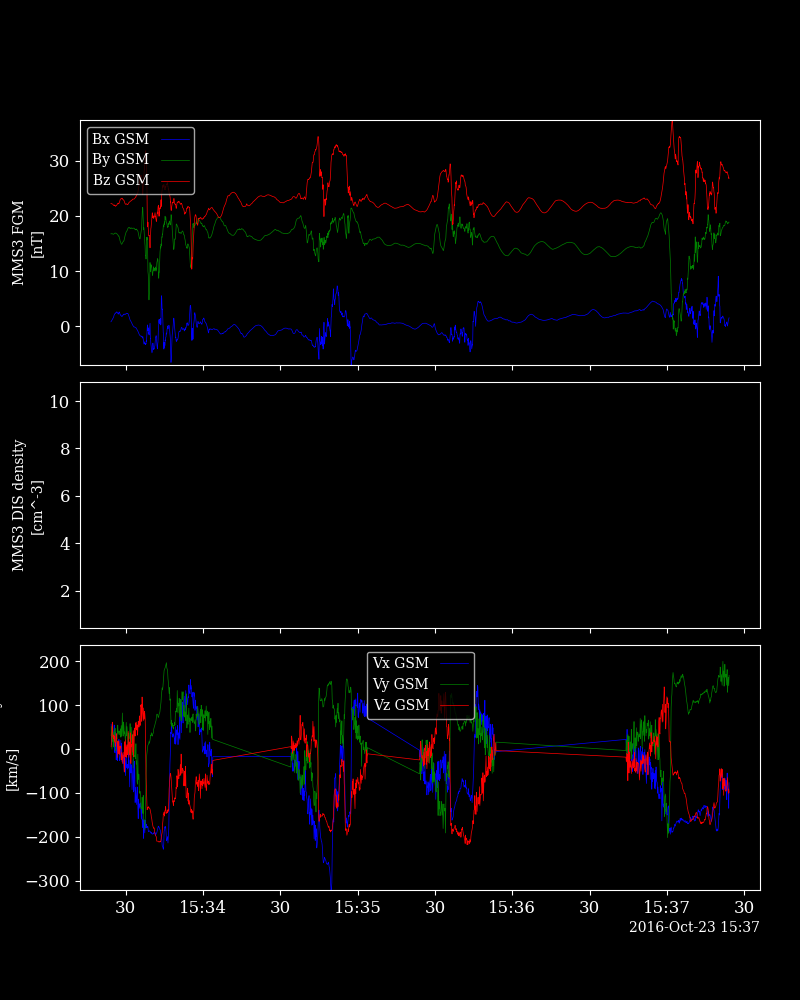 Bx GSM
By GSM
Bz GSM
30
20
10
0
MMS3 FGM
[nT]
10
8
6
4
2
MMS3 DIS density
[cm^-3]
Vx GSM
Vy GSM
Vz GSM
200
100
0
−100
−200
−300
[km/s]
30 15:34 30 15:35 30 15:36 30 15:37 30
2016-Oct-23 15:37